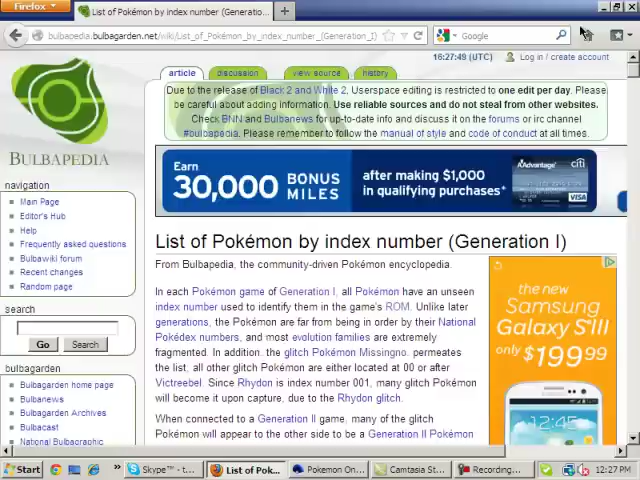 Firefox
List of Pokémon by index number (Generatio...
bulbapedia.bulbagarden.net/wiki/List_of_Pokémon_by_index_number_(Generation_I)
Google
16:27:49 (UTC)
Log in / create account
article
discussion
view source
history
Due to the release of Black 2 and White 2, Userspace editing is restricted to one edit per day. Please
be careful about adding information. Use reliable sources and do not steal from other websites.
Check BNN and Bulbanews for up-to-date info and discuss it on the forums or irc channel
#bulbapedia. Please remember to follow the manual of style and code of conduct at all times.
BULBAPEDIA
Earn
30,000 BONUS MILES
after making $1,000
in qualifying purchases*
AAdvantage
citi
VISA
navigation
Main Page
Editor's Hub
Help
Frequently asked questions
Bulbawiki forum
Recent changes
Random page
search
Go
Search
bulbagarden
Bulbagarden home page
Bulbanews
Bulbagarden Archives
Bulbacast
National Bulbagraphic
List of Pokémon by index number (Generation I)
From Bulbapedia, the community-driven Pokémon encyclopedia.
In each Pokémon game of Generation I, all Pokémon have an unseen
index number used to identify them in the game's ROM. Unlike later
generations, the Pokémon are far from being in order by their National
Pokédex numbers, and most evolution families are extremely
fragmented. In addition, the glitch Pokémon Missingno. permeates
the list, all other glitch Pokémon are either located at 00 or after
Victreebel. Since Rhydon is index number 001, many glitch Pokémon
will become it upon capture, due to the Rhydon glitch.
When connected to a Generation II game, many of the glitch
Pokémon will appear to the other side to be a Generation II Pokémon
the new
Samsung
Galaxy S III
only $199.99
12:45
Start
Skype™ - t...
List of Pok...
Pokemon On...
Camtasia St...
Recording...
12:27 PM